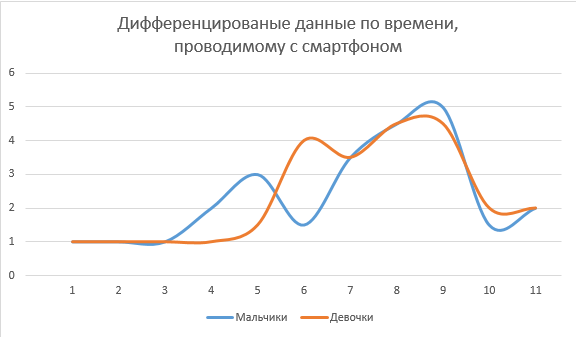 Дифференцированые данные по времени,
проводимому с смартфоном
6
5
4
3
2
1
0
1 2 3 4 5 6 7 8 9 10 11
Мальчики Девочки